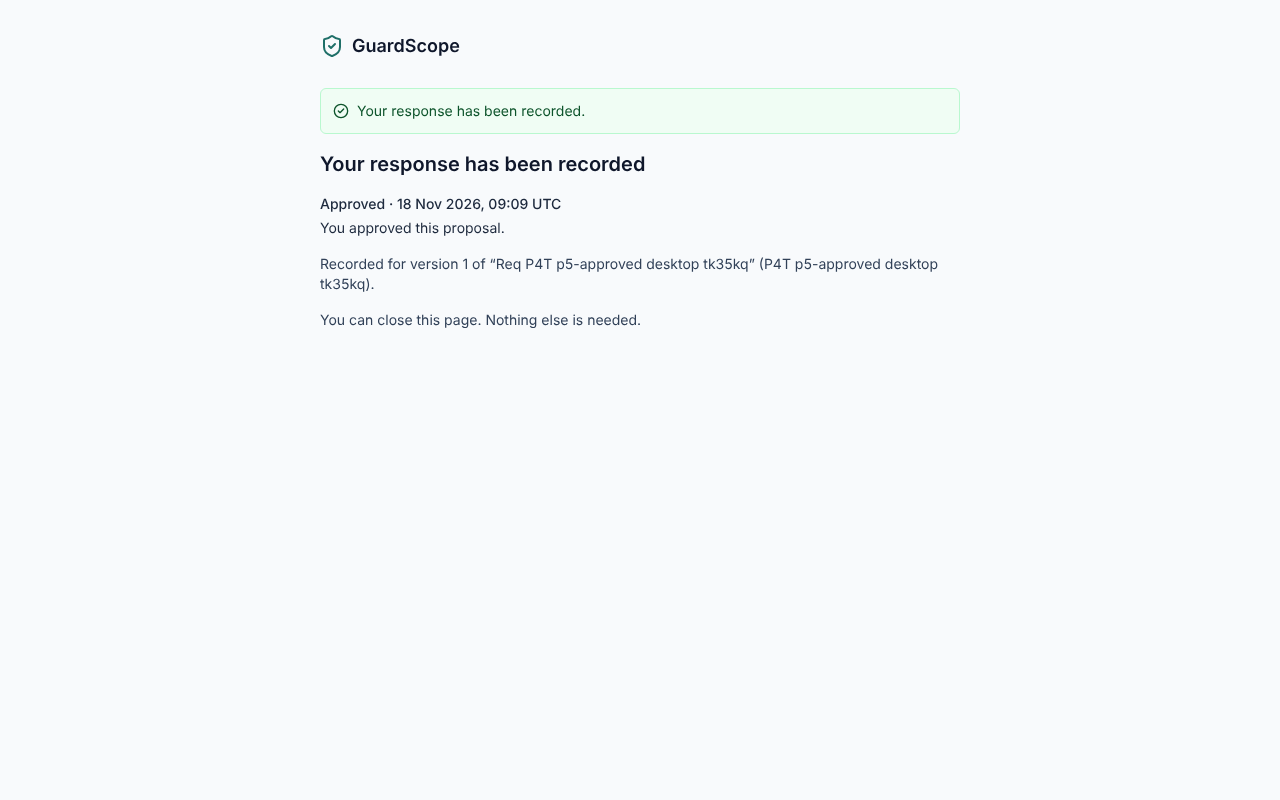 GuardScope
Your response has been recorded.
Your response has been recorded
Approved · 18 Nov 2026, 09:09 UTC
You approved this proposal.
Recorded for version 1 of “Req P4T p5-approved desktop tk35kq” (P4T p5-approved desktop
tk35kq).
You can close this page. Nothing else is needed.